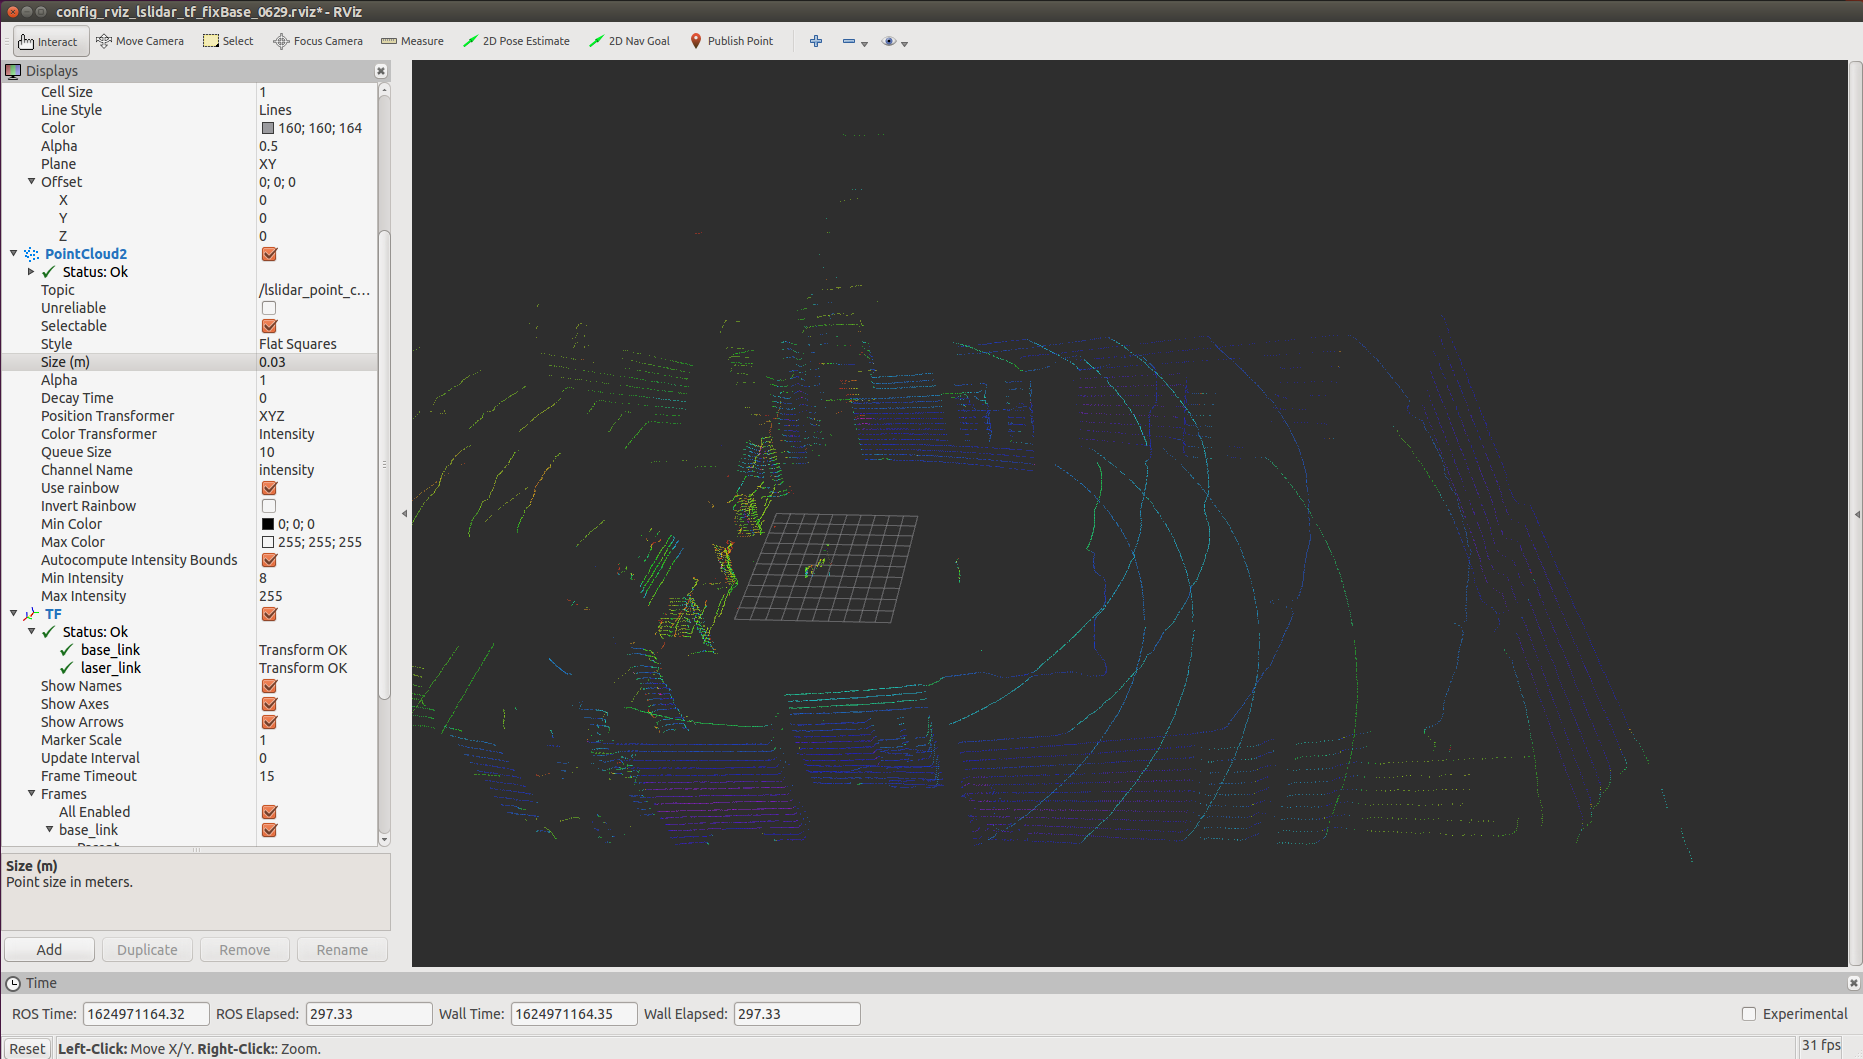 config_rviz_lslidar_tf_fixBase_0629.rviz* - RViz
Interact Move Camera Select Focus Camera Measure 2D Pose Estimate 2D Nav Goal Publish Point
Displays
Cell Size 1
Line Style Lines
Color 160; 160; 164
Alpha 0.5
Plane XY
Offset 0; 0; 0
X 0
Y 0
Z 0
PointCloud2
Status: Ok
Topic /lslidar_point_c...
Unreliable
Selectable
Style Flat Squares
Size (m) 0.03
Alpha 1
Decay Time 0
Position Transformer XYZ
Color Transformer Intensity
Queue Size 10
Channel Name intensity
Use rainbow
Invert Rainbow
Min Color 0; 0; 0
Max Color 255; 255; 255
Autocompute Intensity Bounds
Min Intensity 8
Max Intensity 255
TF
Status: Ok
base_link Transform OK
laser_link Transform OK
Show Names
Show Axes
Show Arrows
Marker Scale 1
Update Interval 0
Frame Timeout 15
Frames
All Enabled
base_link
Size (m)
Point size in meters.
Add Duplicate Remove Rename
Time
ROS Time: 1624971164.32 ROS Elapsed: 297.33 Wall Time: 1624971164.35 Wall Elapsed: 297.33 Experimental
Reset Left-Click: Move X/Y. Right-Click:: Zoom. 31 fps